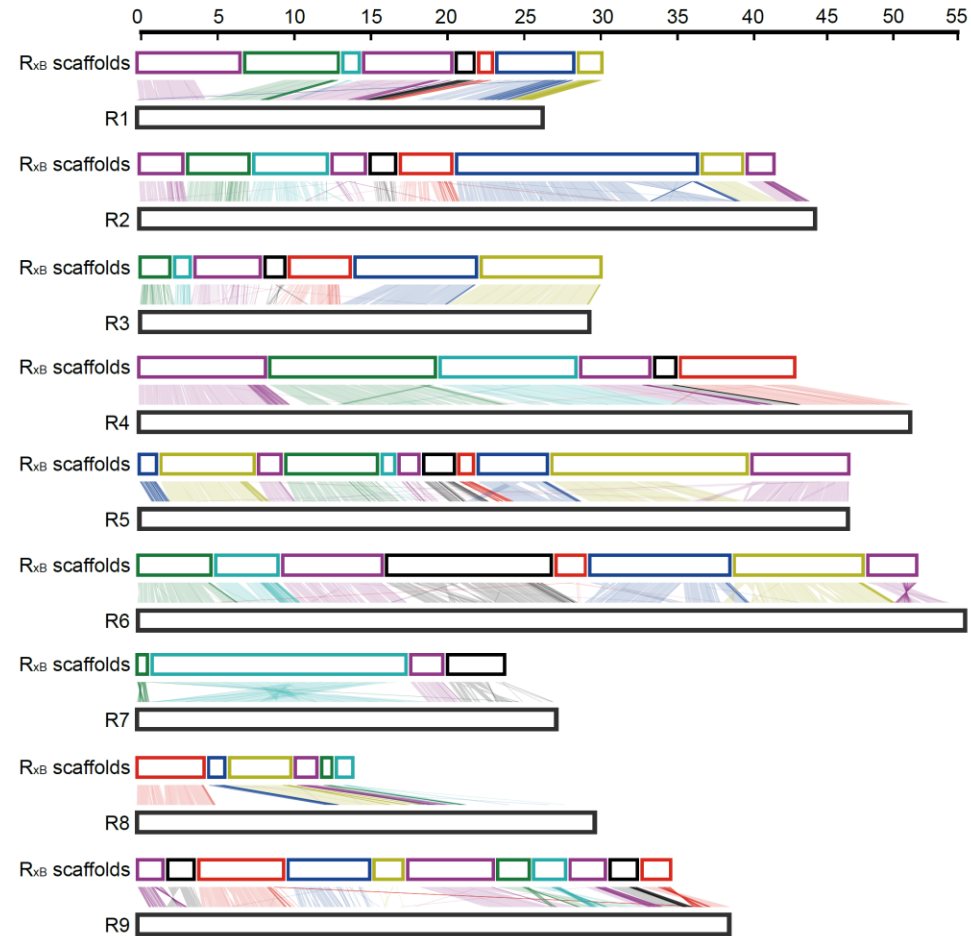 0 5 10 15 20 25 30 35 40 45 50 55
RxB scaffolds
R1
RxB scaffolds
R2
RxB scaffolds
R3
RxB scaffolds
R4
RxB scaffolds
R5
RxB scaffolds
R6
RxB scaffolds
R7
RxB scaffolds
R8
RxB scaffolds
R9